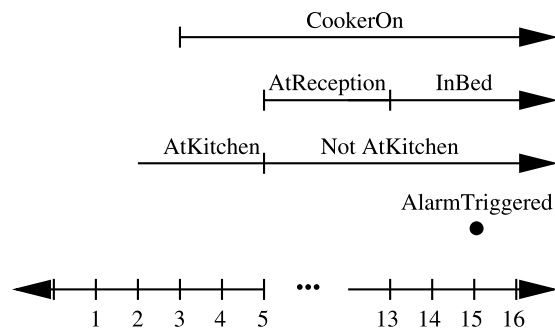 CookerOn
AtReception InBed
AtKitchen Not AtKitchen
AlarmTriggered
...
1 2 3 4 5 13 14 15 16